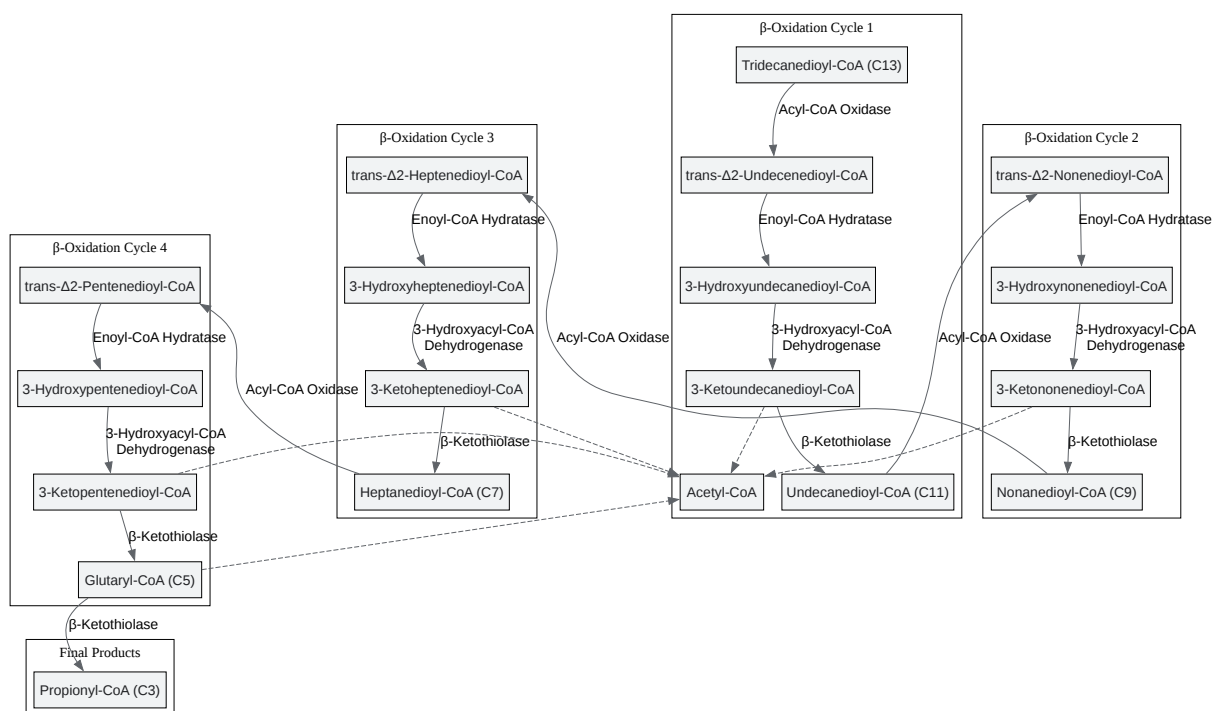 β-Oxidation Cycle 1
Tridecanedioyl-CoA (C13)
Acyl-CoA Oxidase
trans-Δ2-Undecenedioyl-CoA
Enoyl-CoA Hydratase
3-Hydroxyundecanedioyl-CoA
3-Hydroxyacyl-CoA
Dehydrogenase
3-Ketoundecanedioyl-CoA
β-Ketothiolase
Acetyl-CoA
Undecanedioyl-CoA (C11)
β-Oxidation Cycle 2
trans-Δ2-Nonenedioyl-CoA
Enoyl-CoA Hydratase
3-Hydroxynonenedioyl-CoA
Acyl-CoA Oxidase
3-Hydroxyacyl-CoA
Dehydrogenase
3-Ketononenedioyl-CoA
β-Ketothiolase
Nonanedioyl-CoA (C9)
β-Oxidation Cycle 3
trans-Δ2-Heptenedioyl-CoA
Enoyl-CoA Hydratase
3-Hydroxyheptenedioyl-CoA
3-Hydroxyacyl-CoA
Dehydrogenase
Acyl-CoA Oxidase
3-Ketoheptenedioyl-CoA
β-Ketothiolase
Heptanedioyl-CoA (C7)
β-Oxidation Cycle 4
trans-Δ2-Pentenedioyl-CoA
Enoyl-CoA Hydratase
3-Hydroxypentenedioyl-CoA
Acyl-CoA Oxidase
3-Hydroxyacyl-CoA
Dehydrogenase
3-Ketopentenedioyl-CoA
β-Ketothiolase
Glutaryl-CoA (C5)
β-Ketothiolase
Final Products
Propionyl-CoA (C3)